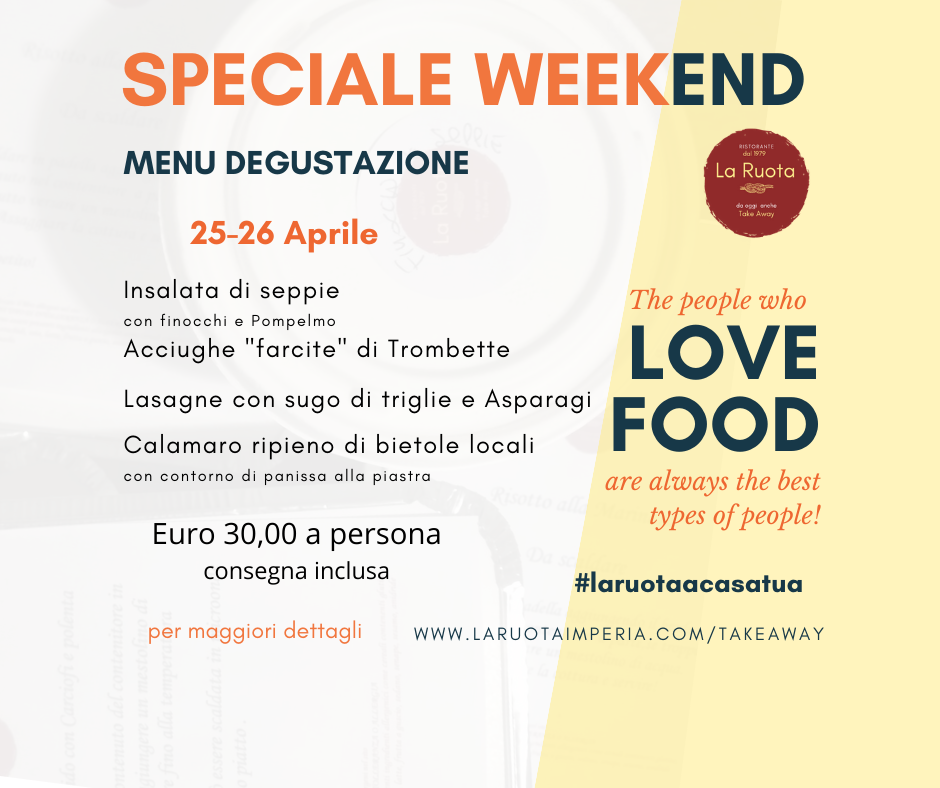 SPECIALE WEEKEND
MENU DEGUSTAZIONE
25-26 Aprile
Insalata di seppie
con finocchi e Pompelmo
Acciughe "farcite" di Trombette
Lasagne con sugo di triglie e Asparagi
Calamaro ripieno di bietole locali
con contorno di panissa alla piastra
Euro 30,00 a persona
consegna inclusa
per maggiori dettagli
RISTORANTE
dal 1979
La Ruota
da oggi anche
Take Away
The people who
LOVE
FOOD
are always the best
types of people!
#laruotaacasatua
WWW.LARUOTAIMPERIA.COM/TAKEAWAY